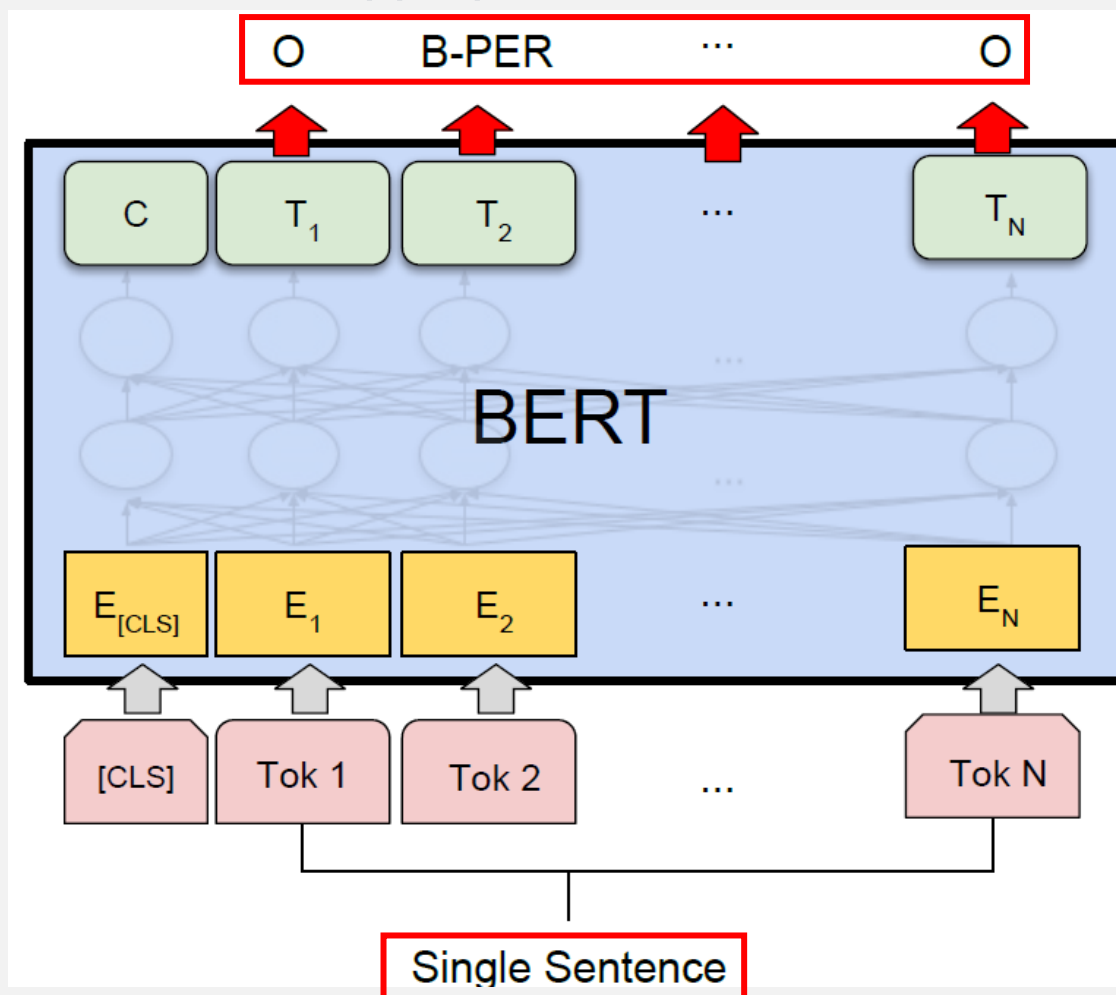 O B-PER ... O
C T1 T2 ... TN
...
BERT
...
E[CLS] E1 E2 ... EN
[CLS] Tok 1 Tok 2 ... Tok N
Single Sentence